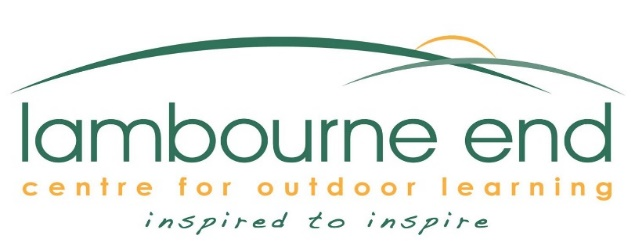 lambourne end
centre for outdoor learning
inspired to inspire